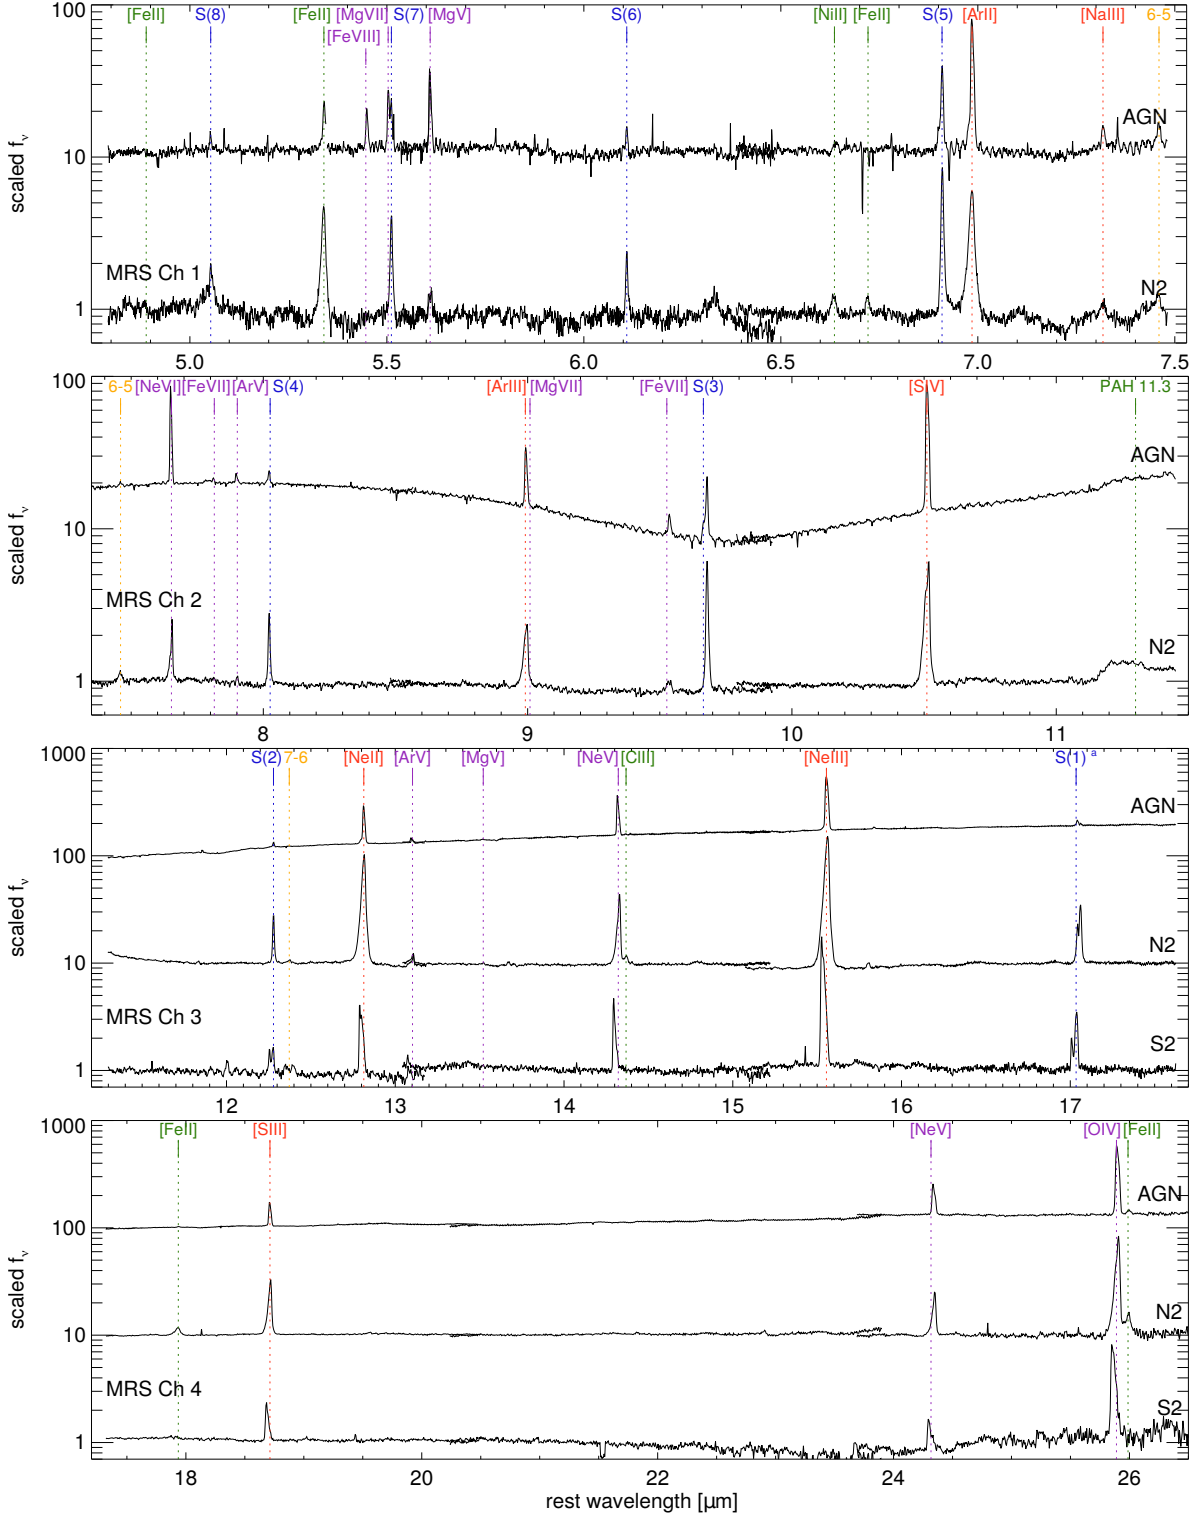 [FeII] S(8) [FeII] [MgVII] S(7) [MgV] S(6) [NiII] [FeII] S(5) [ArII] [NaIII] 6-5
[FeVIII]
100
AGN
10
scaled fν
MRS Ch 1
N2
1
5.0 5.5 6.0 6.5 7.0 7.5
100
6-5 [NeVI] [FeVII] [ArV] S(4) [ArIII] [MgVII] [FeVII] S(3) [SIV] PAH 11.3
AGN
10
scaled fν
MRS Ch 2
N2
1
8 9 10 11
1000
S(2) 7-6 [NeII] [ArV] [MgV] [NeV] [ClII] [NeIII] S(1) a
AGN
100
scaled fν
N2
10
MRS Ch 3
S2
1
12 13 14 15 16 17
1000
[FeII] [SIII] [NeV] [OIV] [FeII]
AGN
100
scaled fν
N2
10
MRS Ch 4
S2
1
18 20 22 24 26
rest wavelength [µm]